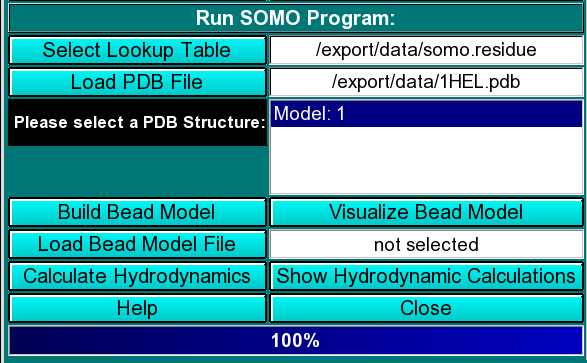 Run SOMO Program:
Select Lookup Table /export/data/somo.residue
Load PDB File /export/data/1HEL.pdb
Please select a PDB Structure: Model: 1
Build Bead Model Visualize Bead Model
Load Bead Model File not selected
Calculate Hydrodynamics Show Hydrodynamic Calculations
Help Close
100%